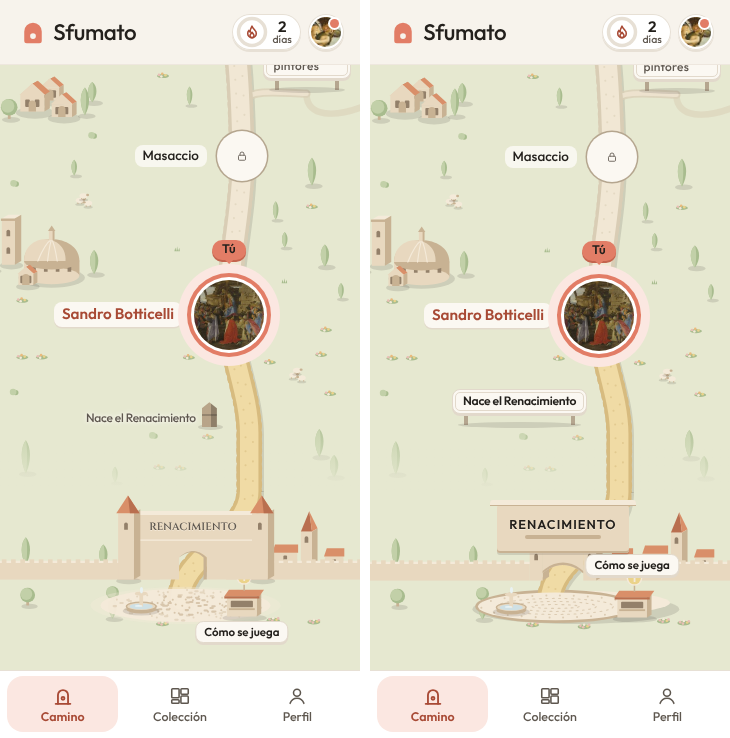 Sfumato
2
días
pintores
Masaccio
Tú
Sandro Botticelli
Nace el Renacimiento
RENACIMIENTO
Cómo se juega
Camino
Colección
Perfil
Sfumato
2
días
pintores
Masaccio
Tú
Sandro Botticelli
Nace el Renacimiento
RENACIMIENTO
Cómo se juega
Camino
Colección
Perfil